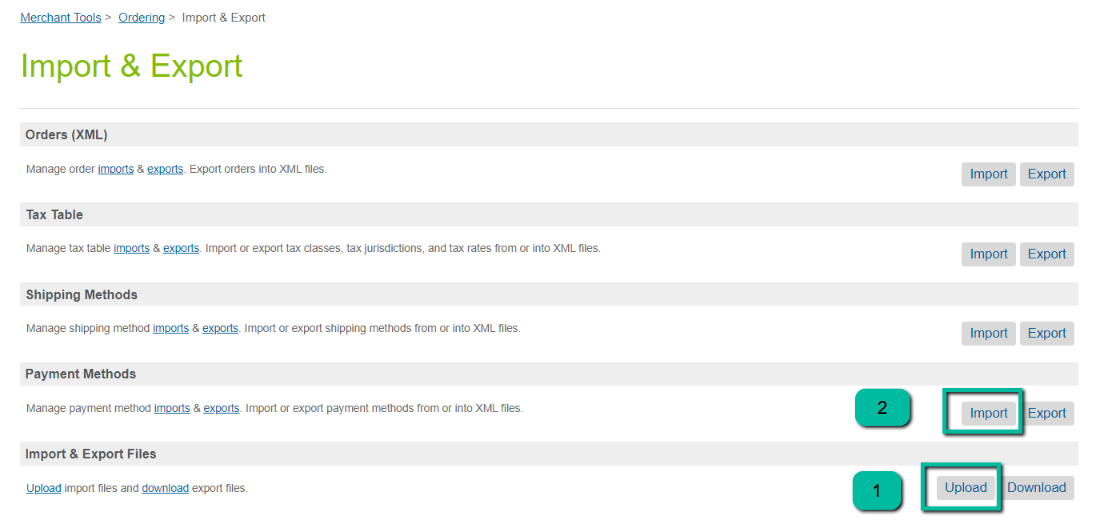 Merchant Tools > Ordering > Import & Export
Import & Export
Orders (XML)
Manage order imports & exports. Export orders into XML files.
Import Export
Tax Table
Manage tax table imports & exports. Import or export tax classes, tax jurisdictions, and tax rates from or into XML files.
Import Export
Shipping Methods
Manage shipping method imports & exports. Import or export shipping methods from or into XML files.
Import Export
Payment Methods
Manage payment method imports & exports. Import or export payment methods from or into XML files.
2 Import Export
Import & Export Files
Upload import files and download export files.
1 Upload Download